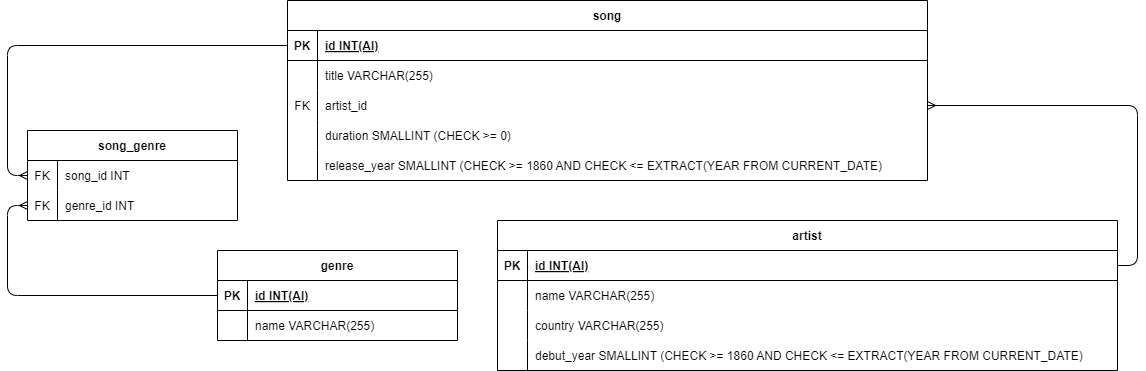 song
PK id INT(AI)
title VARCHAR(255)
FK artist_id
duration SMALLINT (CHECK >= 0)
release_year SMALLINT (CHECK >= 1860 AND CHECK <= EXTRACT(YEAR FROM CURRENT_DATE)
song_genre
FK song_id INT
FK genre_id INT
genre
PK id INT(AI)
name VARCHAR(255)
artist
PK id INT(AI)
name VARCHAR(255)
country VARCHAR(255)
debut_year SMALLINT (CHECK >= 1860 AND CHECK <= EXTRACT(YEAR FROM CURRENT_DATE)